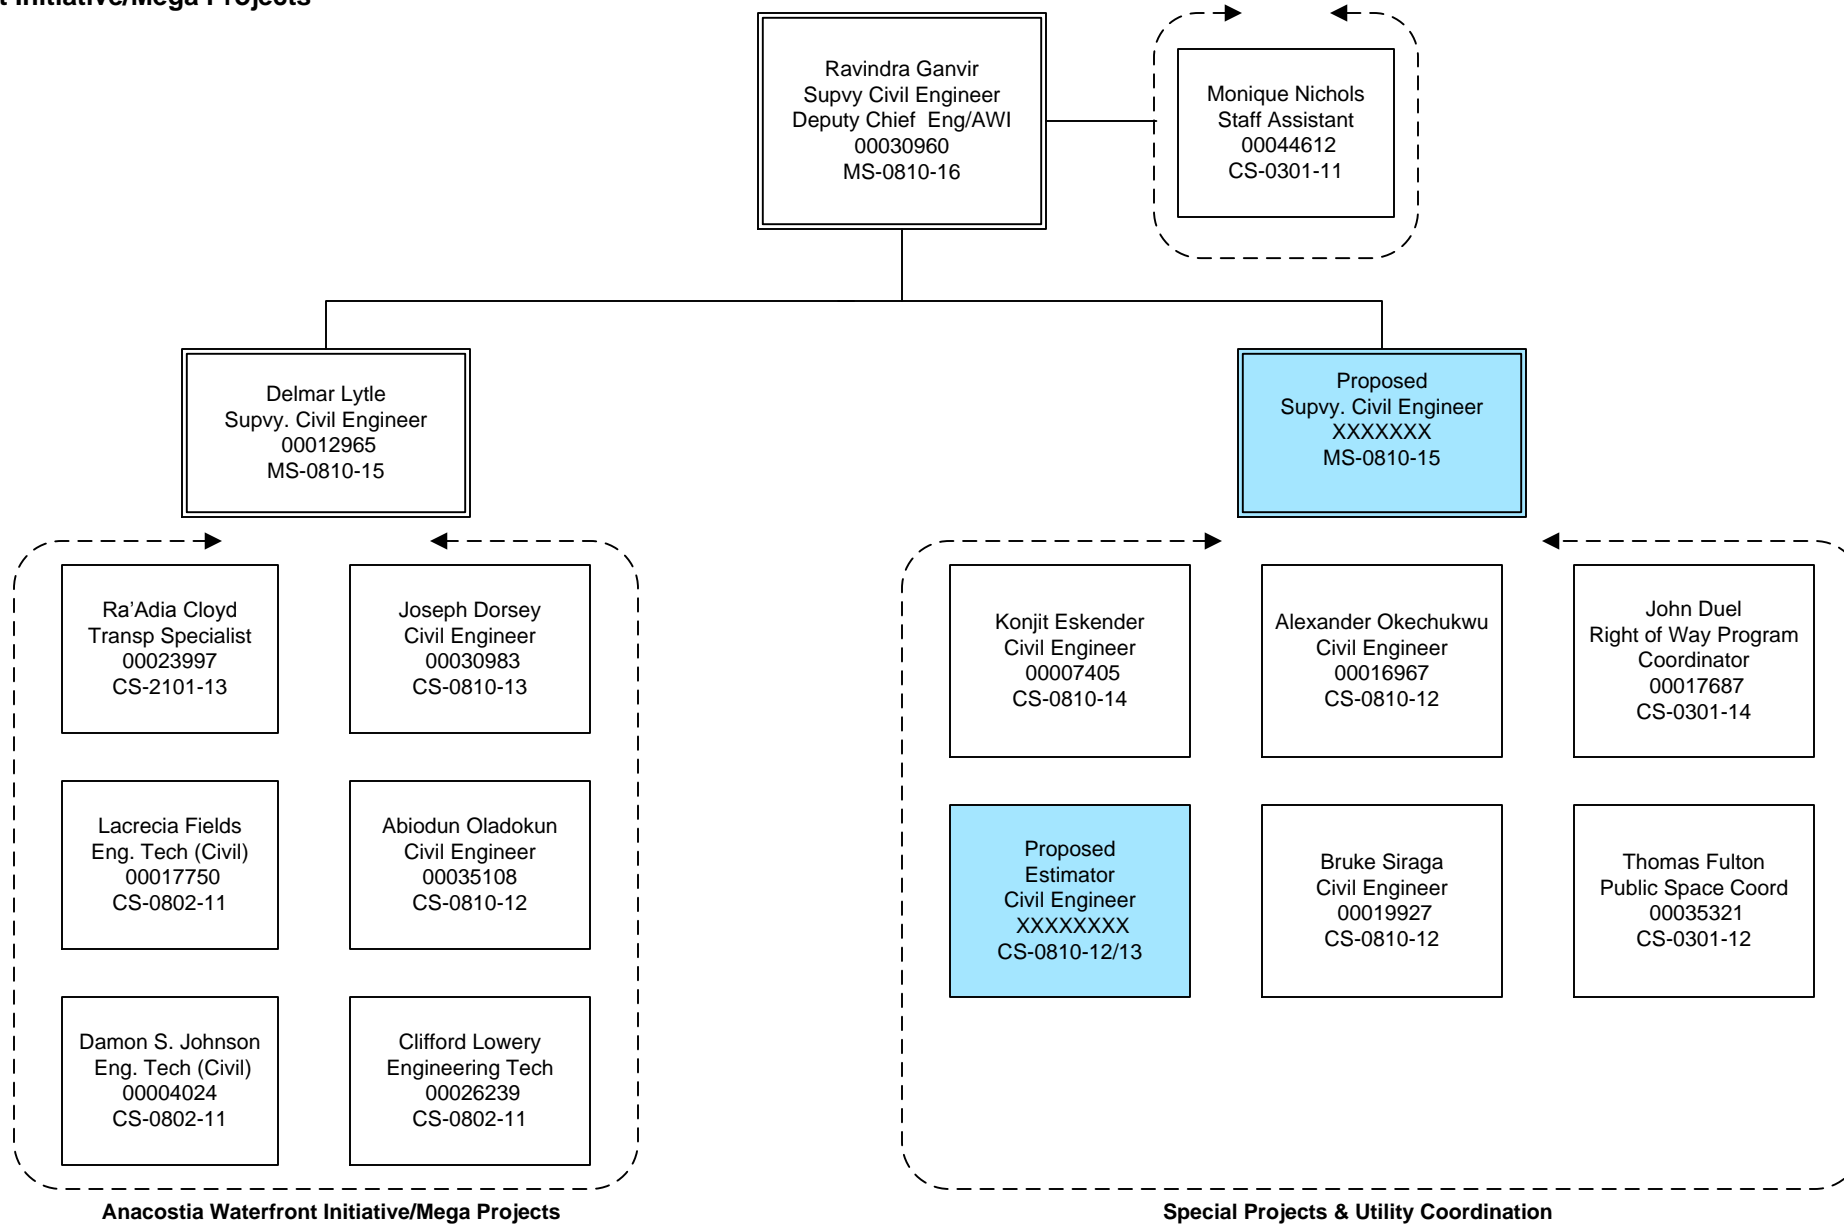 t Initiative/Mega Projects
Ravindra Ganvir
Supvy Civil Engineer
Deputy Chief Eng/AWI
00030960
MS-0810-16
Monique Nichols
Staff Assistant
00044612
CS-0301-11
Delmar Lytle
Supvy. Civil Engineer
00012965
MS-0810-15
Proposed
Supvy. Civil Engineer
XXXXXXX
MS-0810-15
Ra’Adia Cloyd
Transp Specialist
00023997
CS-2101-13
Joseph Dorsey
Civil Engineer
00030983
CS-0810-13
Lacrecia Fields
Eng. Tech (Civil)
00017750
CS-0802-11
Abiodun Oladokun
Civil Engineer
00035108
CS-0810-12
Damon S. Johnson
Eng. Tech (Civil)
00004024
CS-0802-11
Clifford Lowery
Engineering Tech
00026239
CS-0802-11
Anacostia Waterfront Initiative/Mega Projects
Konjit Eskender
Civil Engineer
00007405
CS-0810-14
Alexander Okechukwu
Civil Engineer
00016967
CS-0810-12
John Duel
Right of Way Program
Coordinator
00017687
CS-0301-14
Proposed
Estimator
Civil Engineer
XXXXXXXX
CS-0810-12/13
Bruke Siraga
Civil Engineer
00019927
CS-0810-12
Thomas Fulton
Public Space Coord
00035321
CS-0301-12
Special Projects & Utility Coordination